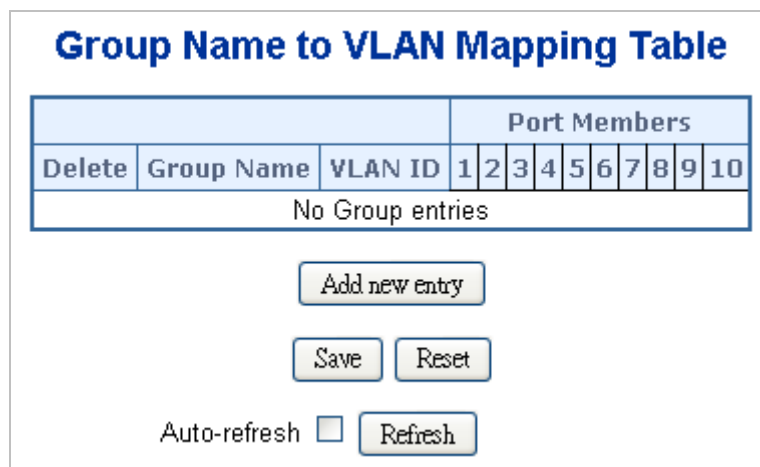 Group Name to VLAN Mapping Table
Port Members
Delete Group Name VLAN ID 1 2 3 4 5 6 7 8 9 10
No Group entries
Add new entry
Save Reset
Auto-refresh Refresh